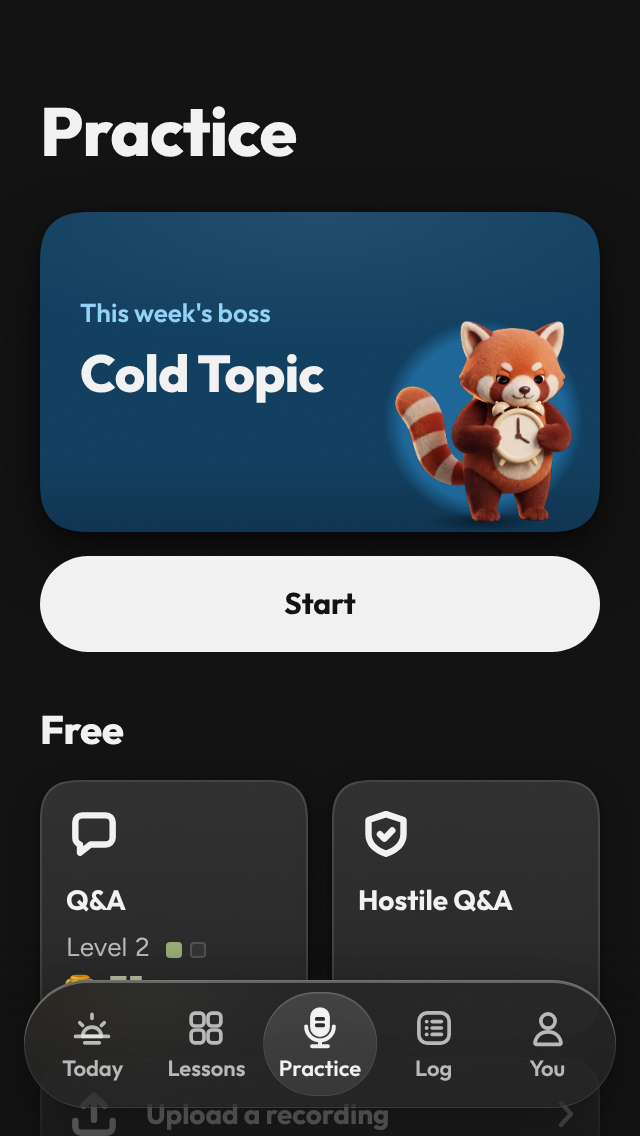 Practice
This week's boss
Cold Topic
Start
Free
Q&A
Hostile Q&A
Level 2
Today
Lessons
Practice
Log
You
Upload a recording